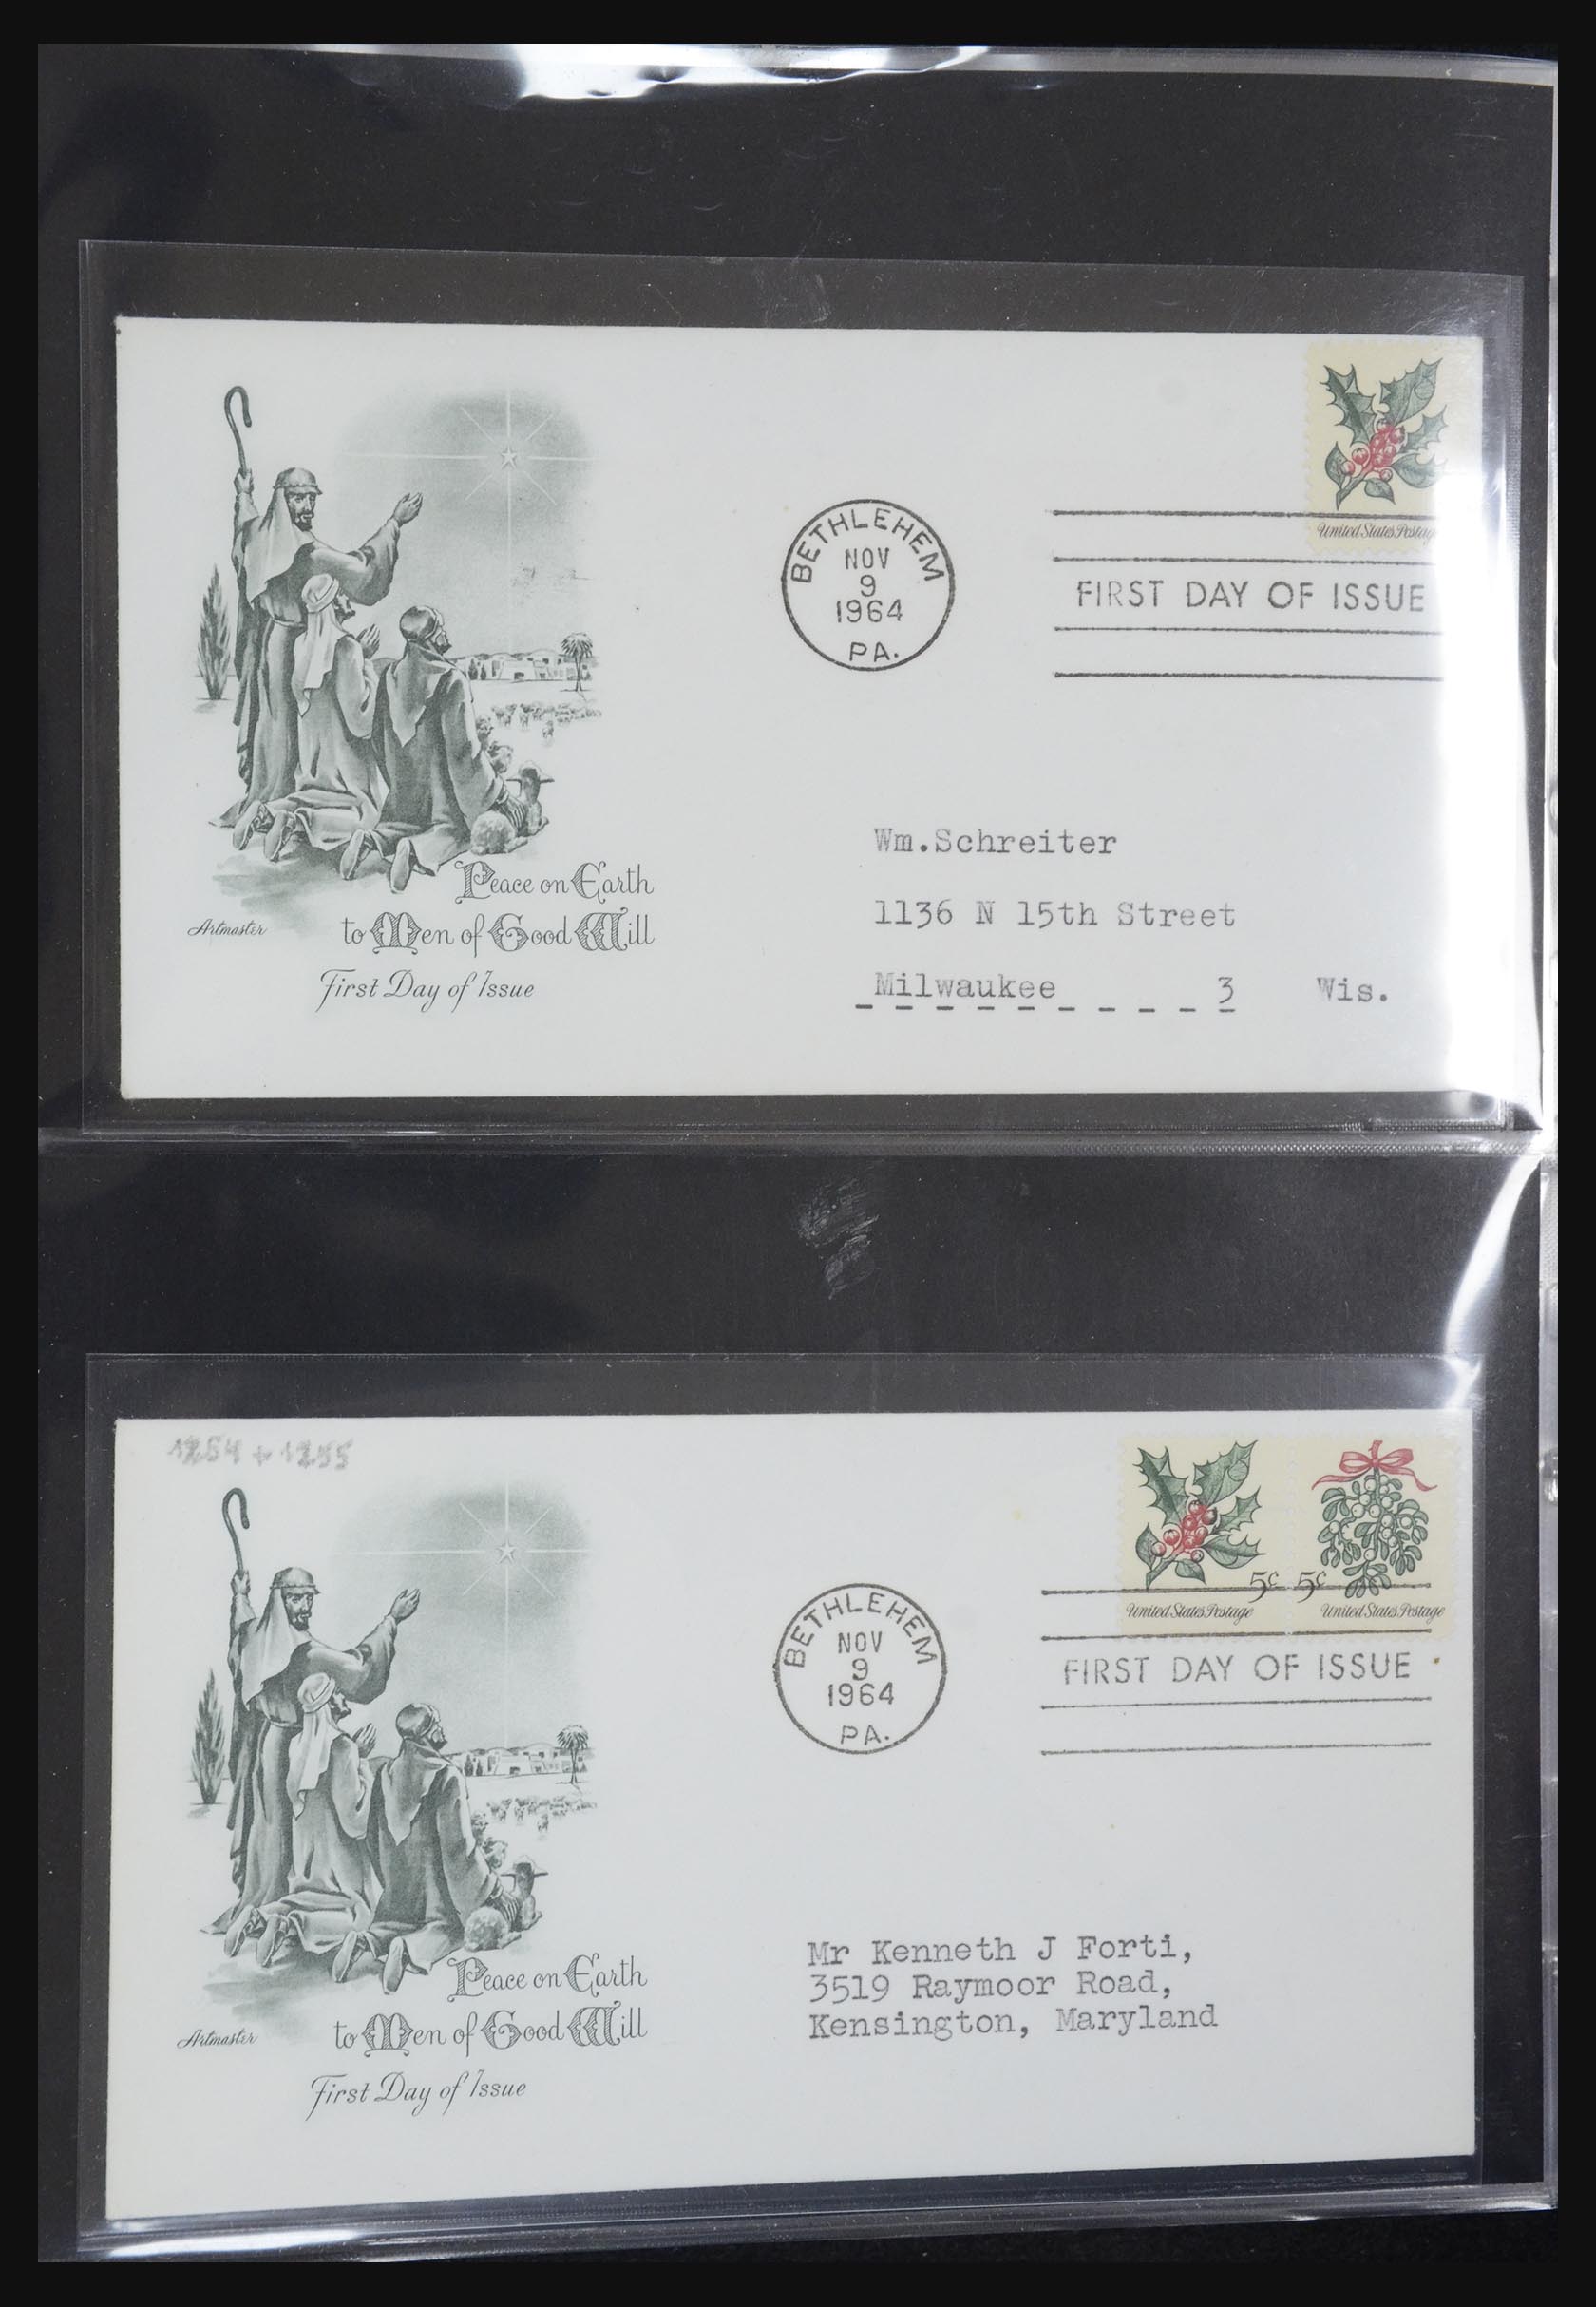 United States Postage
BETHLEHEM
NOV
9
1964
PA.
FIRST DAY OF ISSUE
Wm.Schreiter
1136 N 15th Street
Milwaukee 3 Wis.
Peace on Earth
to Men of Good Will
Artmaster
First Day of Issue
1254 + 1255
5c 5c
United States Postage United States Postage
BETHLEHEM
NOV
9
1964
PA.
FIRST DAY OF ISSUE
Mr Kenneth J Forti,
3519 Raymoor Road,
Kensington, Maryland
Peace on Earth
to Men of Good Will
Artmaster
First Day of Issue